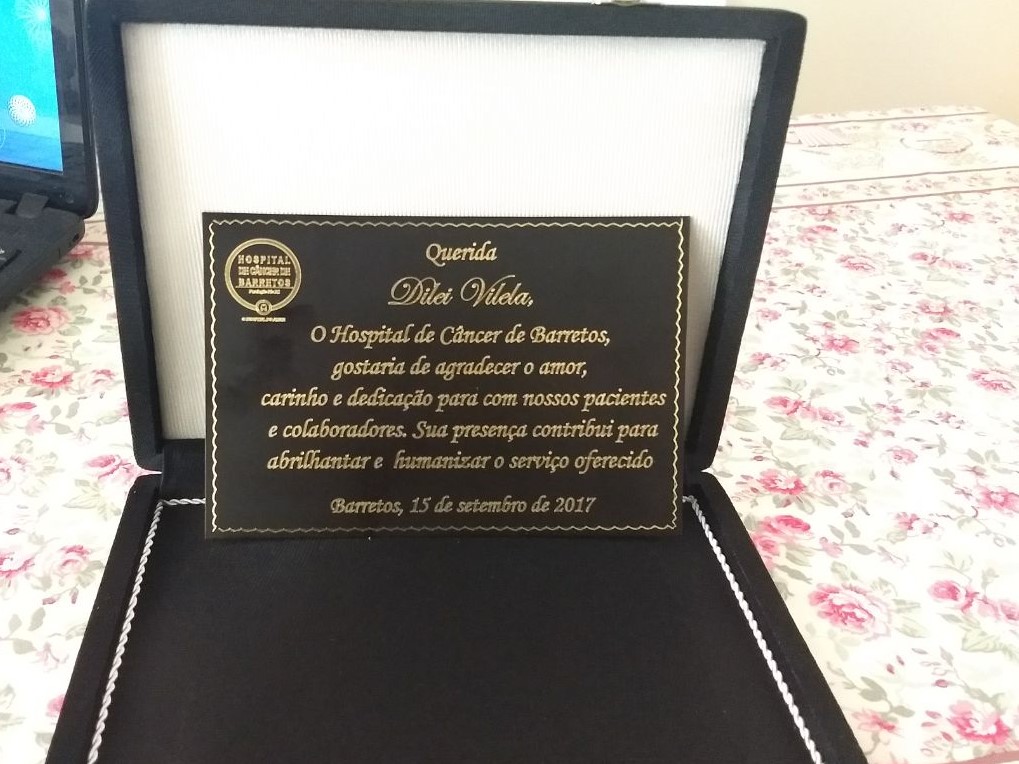 HOSPITAL
DE CÂNCER DE
BARRETOS
Querida
Dilei Vilela,
O Hospital de Câncer de Barretos,
gostaria de agradecer o amor,
carinho e dedicação para com nossos pacientes
e colaboradores. Sua presença contribui para
abrilhantar e humanizar o serviço oferecido
Barretos, 15 de setembro de 2017